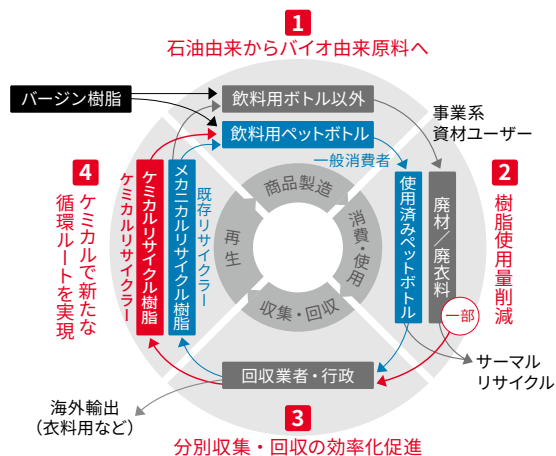 1
石油由来からバイオ由来原料へ
バージン樹脂
飲料用ボトル以外
飲料用ペットボトル
事業系
資材ユーザー
一般消費者
4
ケミカルで新たな
循環ルートを実現
ケミカルリサイクラー
ケミカルリサイクル樹脂
メカニカルリサイクル樹脂
既存リサイクラー
商品製造
消費・使用
収集・回収
再生
使用済みペットボトル
廃材／廃衣料
2
樹脂使用量削減
一部
サーマル
リサイクル
回収業者・行政
海外輸出
（衣料用など）
3
分別収集・回収の効率化促進